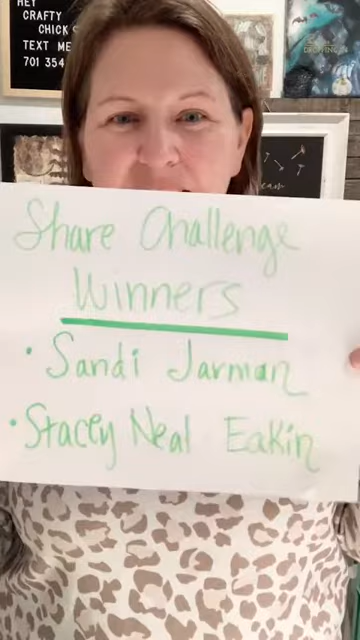 HEY
CRAFTY
CHICK
TEXT ME
701 354
Share Challenge
Winners
• Sandi Jarman
• Stacey Neal Eakin